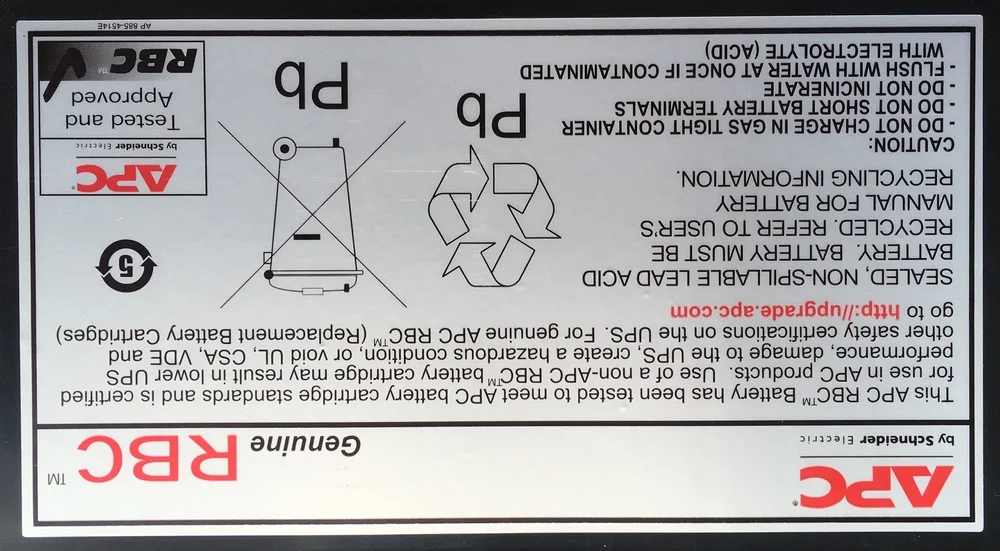 APC®
by Schneider Electric
Genuine RBC™
This APC RBC™ Battery has been tested to meet APC battery cartridge standards and is certified
for use in APC products. Use of a non-APC RBC™ battery cartridge may result in lower UPS
performance, damage to the UPS, create a hazardous condition, or void UL, CSA, VDE, and
other safety certifications on the UPS. For genuine APC RBC™ (Replacement Battery Cartridges)
go to http://upgrade.apc.com
SEALED, NON-SPILLABLE LEAD ACID
BATTERY. BATTERY MUST BE
RECYCLED. REFER TO USER'S
MANUAL FOR BATTERY
RECYCLING INFORMATION.
CAUTION:
- DO NOT CHARGE IN GAS TIGHT CONTAINER
- DO NOT SHORT BATTERY TERMINALS
- DO NOT INCINERATE
- FLUSH WITH WATER AT ONCE IF CONTAMINATED
WITH ELECTROLYTE (ACID)
Pb
Pb
5
APC®
by Schneider Electric
Tested and
Approved
RBC™
AP 885-4514E